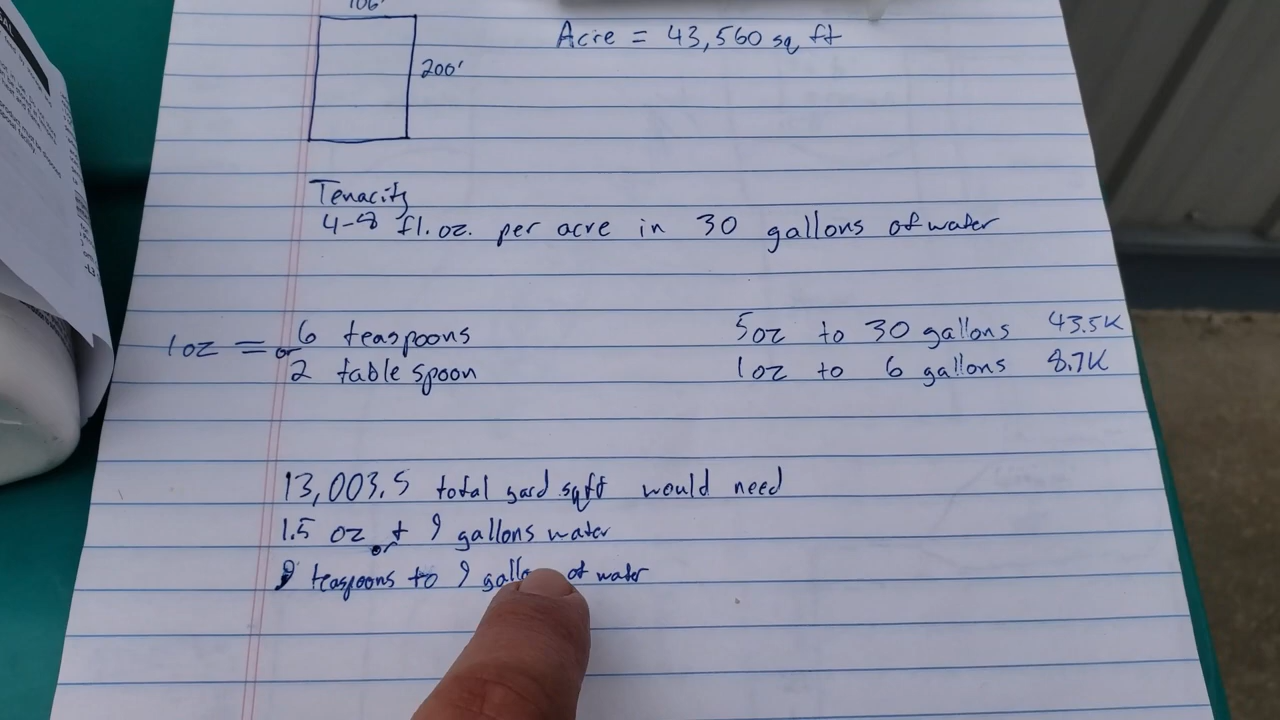 106'
Acre = 43,560 sq ft
200'
Tenacity
4-8 fl. oz. per acre in 30 gallons of water
1oz = 6 teaspoons
or
2 table spoon
5oz to 30 gallons 43.5K
1oz to 6 gallons 8.7K
13,003.5 total yard sqft would need
1.5 oz. + 9 gallons water
or
9 teaspoons to 9 of water